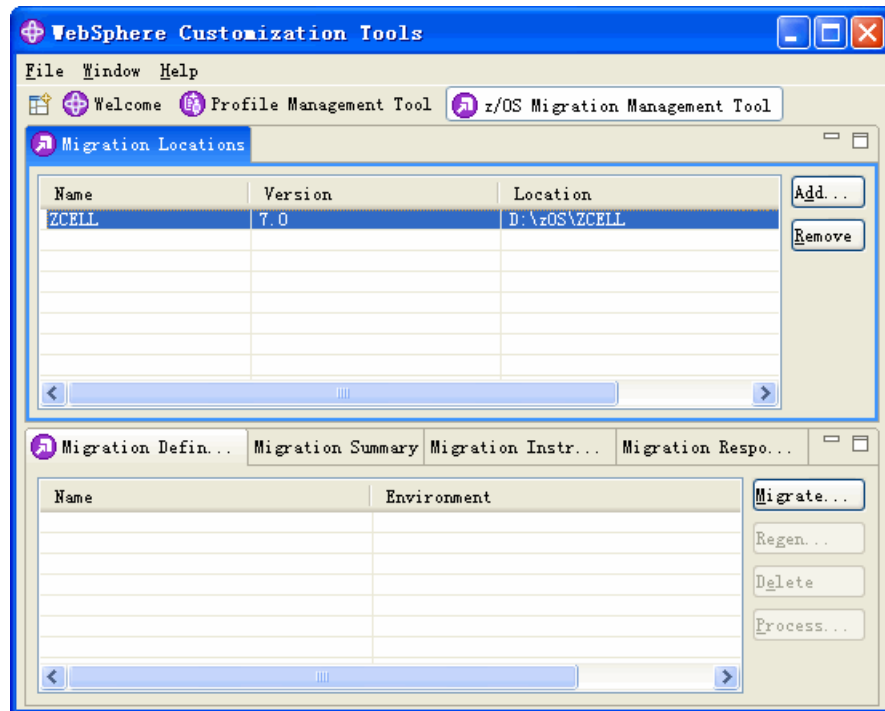 WebSphere Customization Tools
File Window Help
Welcome Profile Management Tool z/OS Migration Management Tool
Migration Locations
Name Version Location
Add...
ZCELL 7.0 D:\zOS\ZCELL
Remove
Migration Defin... Migration Summary Migration Instr... Migration Respo...
Name Environment
Migrate...
Regen...
Delete
Process...